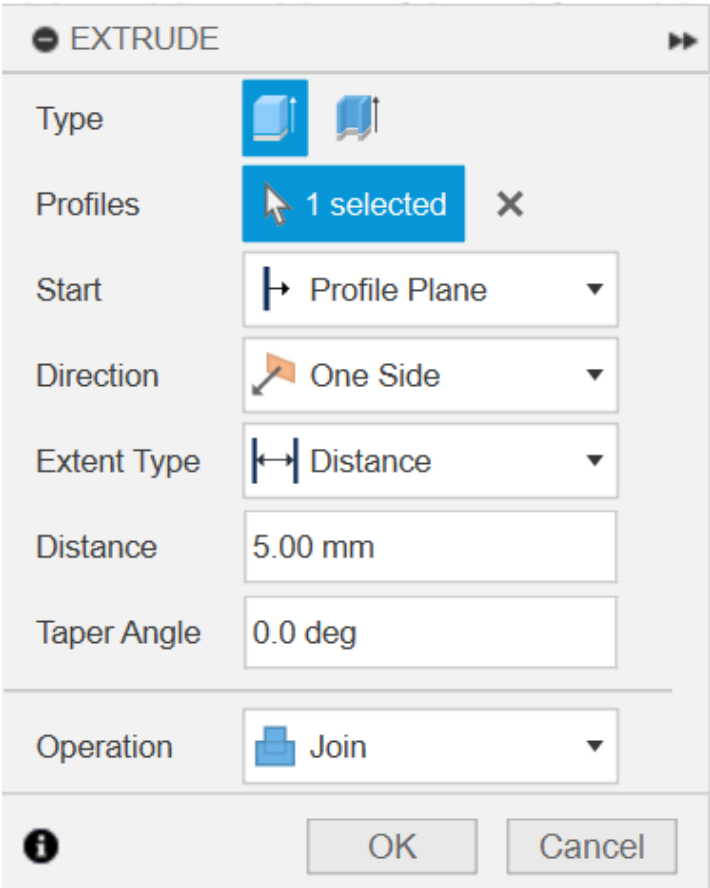 EXTRUDE
Type
Profiles 1 selected
Start Profile Plane
Direction One Side
Extent Type Distance
Distance 5.00 mm
Taper Angle 0.0 deg
Operation Join
OK Cancel